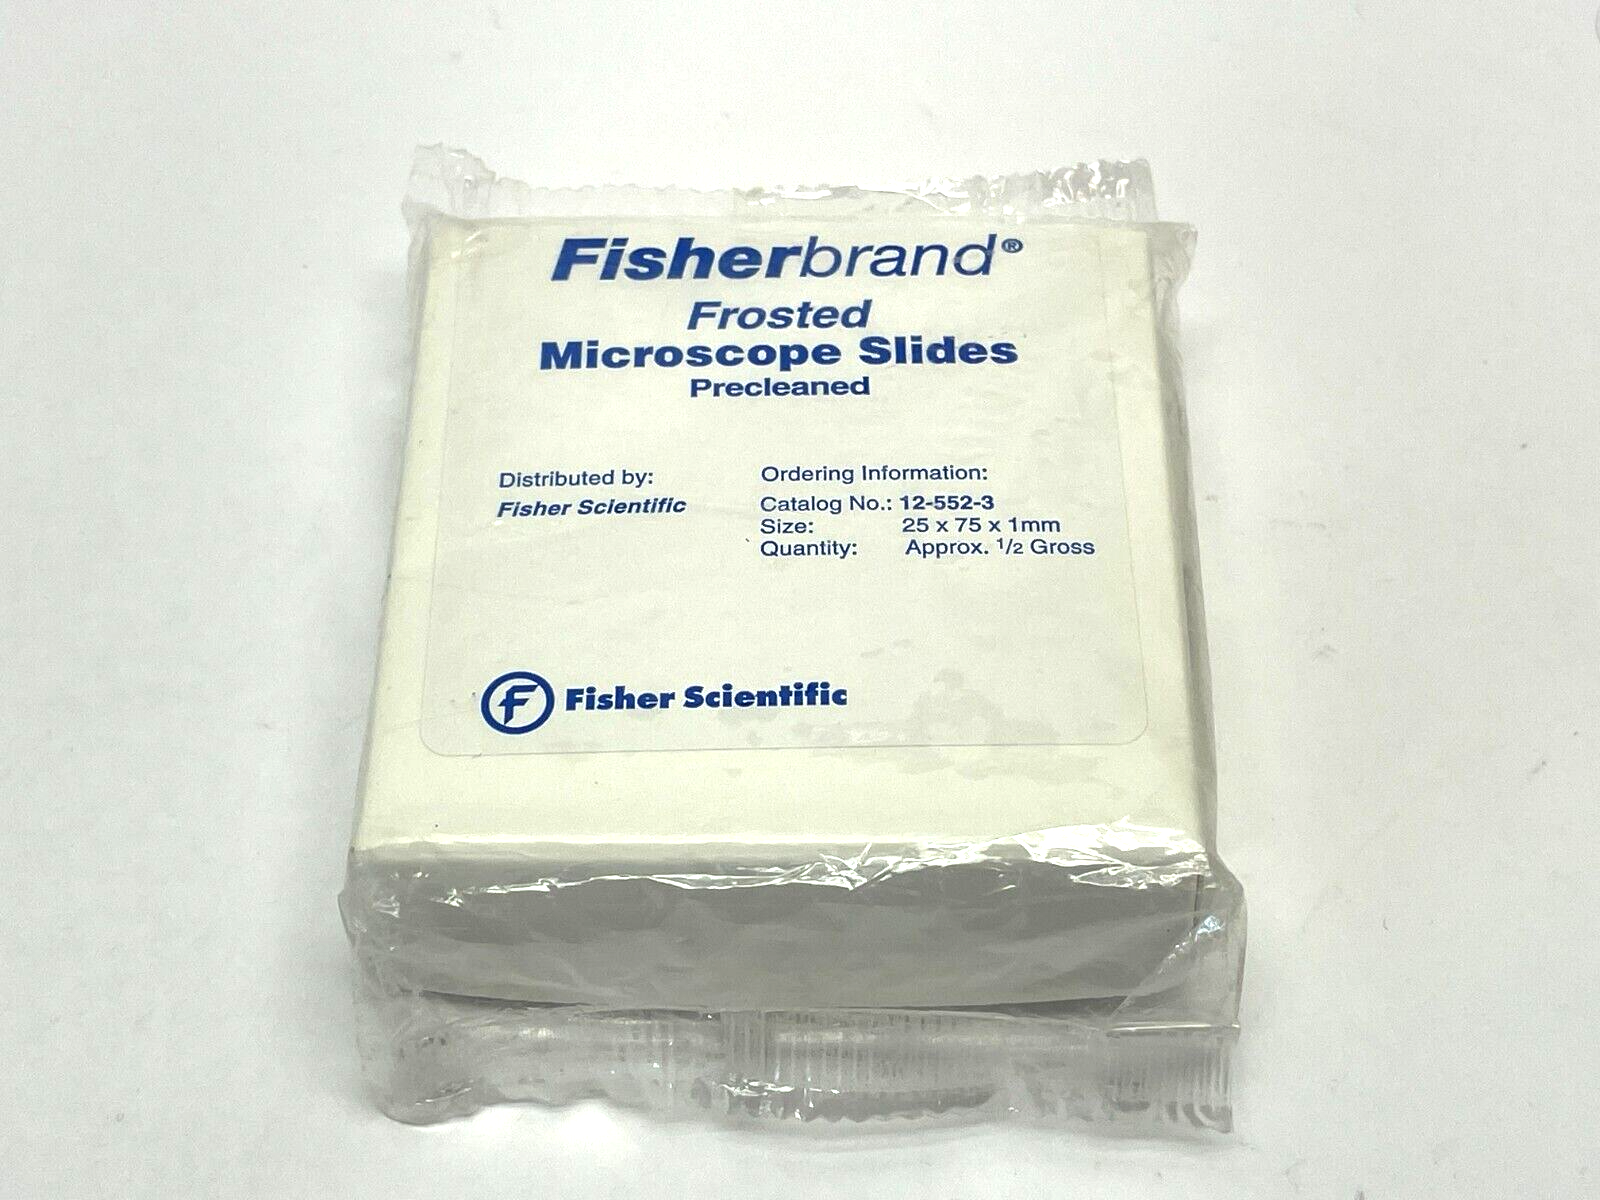 Fisherbrand®
Frosted
Microscope Slides
Precleaned
Distributed by:
Fisher Scientific
Ordering Information:
Catalog No.: 12-552-3
Size: 25 x 75 x 1mm
Quantity: Approx. 1/2 Gross
F Fisher Scientific